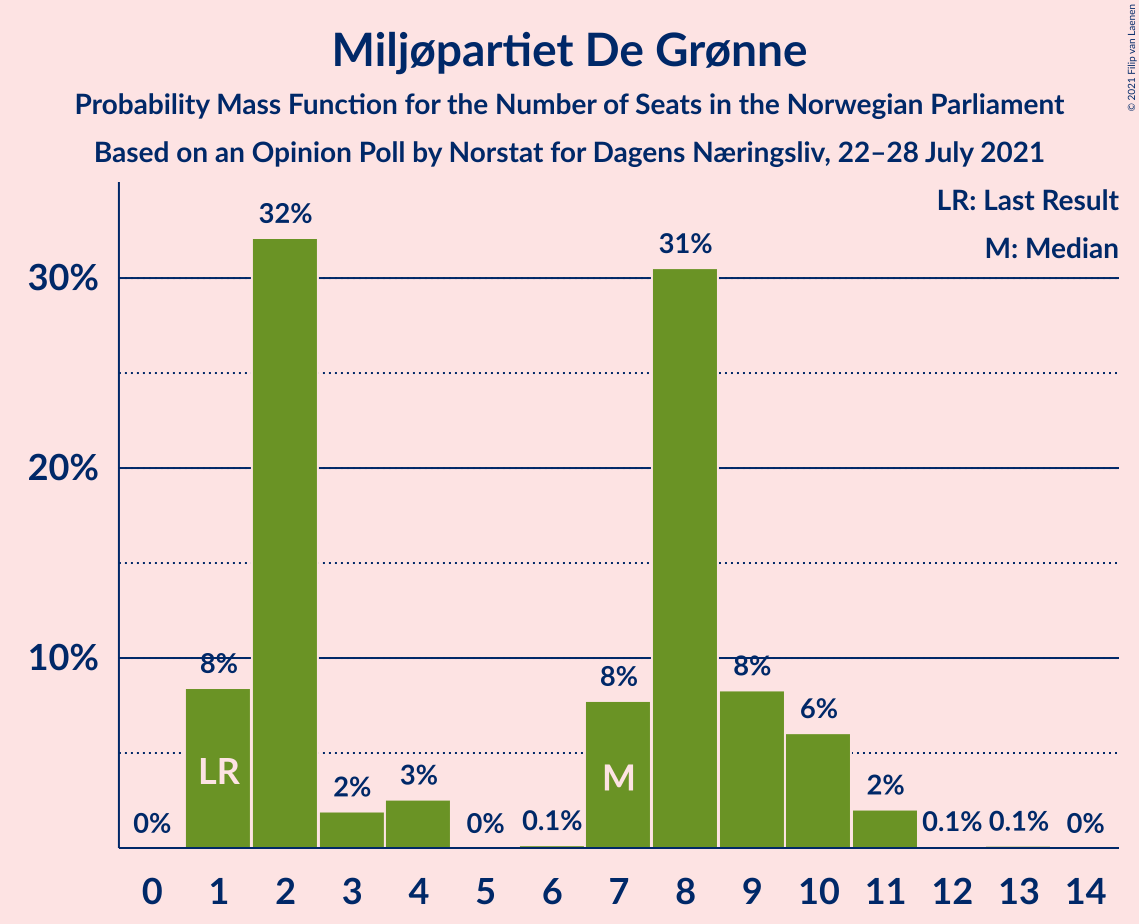 Miljøpartiet De Grønne
Probability Mass Function for the Number of Seats in the Norwegian Parliament
Based on an Opinion Poll by Norstat for Dagens Næringsliv, 22–28 July 2021
© 2021 Filip van Laenen
LR: Last Result
M: Median
32%
31%
30%
20%
10%
8%
8%
8%
6%
LR
M
2%
3%
2%
0%
0%
0.1%
0.1%
0.1%
0%
0 1 2 3 4 5 6 7 8 9 10 11 12 13 14